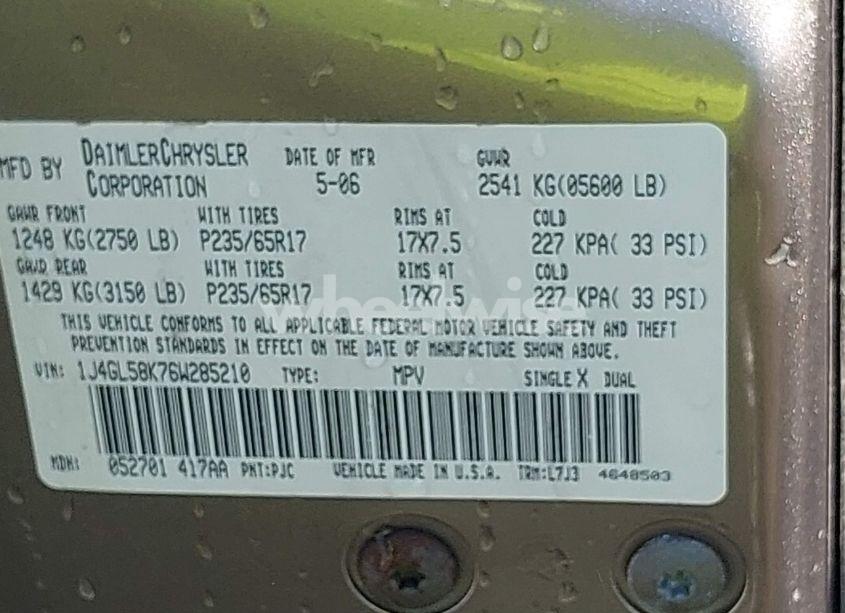 MFD BY DAIMLERCHRYSLER CORPORATION DATE OF MFR 5-06 GVWR 2541 KG(05600 LB)
GAWR FRONT WITH TIRES RIMS AT COLD
1248 KG(2750 LB) P235/65R17 17X7.5 227 KPA( 33 PSI)
GAWR REAR WITH TIRES RIMS AT COLD
1429 KG(3150 LB) P235/65R17 17X7.5 227 KPA( 33 PSI)
THIS VEHICLE CONFORMS TO ALL APPLICABLE FEDERAL MOTOR VEHICLE SAFETY AND THEFT
PREVENTION STANDARDS IN EFFECT ON THE DATE OF MANUFACTURE SHOWN ABOVE.
VIN: 1J4GL58K76W285210 TYPE: MPV SINGLE X DUAL
MDH: 052701 417AA PNT:PJC VEHICLE MADE IN U.S.A. TRM:L7J3 4648503
wheelwise